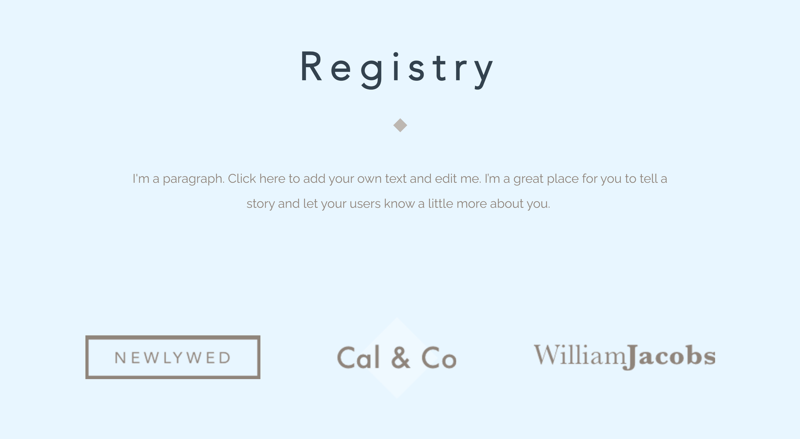 Registry
I'm a paragraph. Click here to add your own text and edit me. I'm a great place for you to tell a
story and let your users know a little more about you.
NEWLYWED
Cal & Co
WilliamJacobs